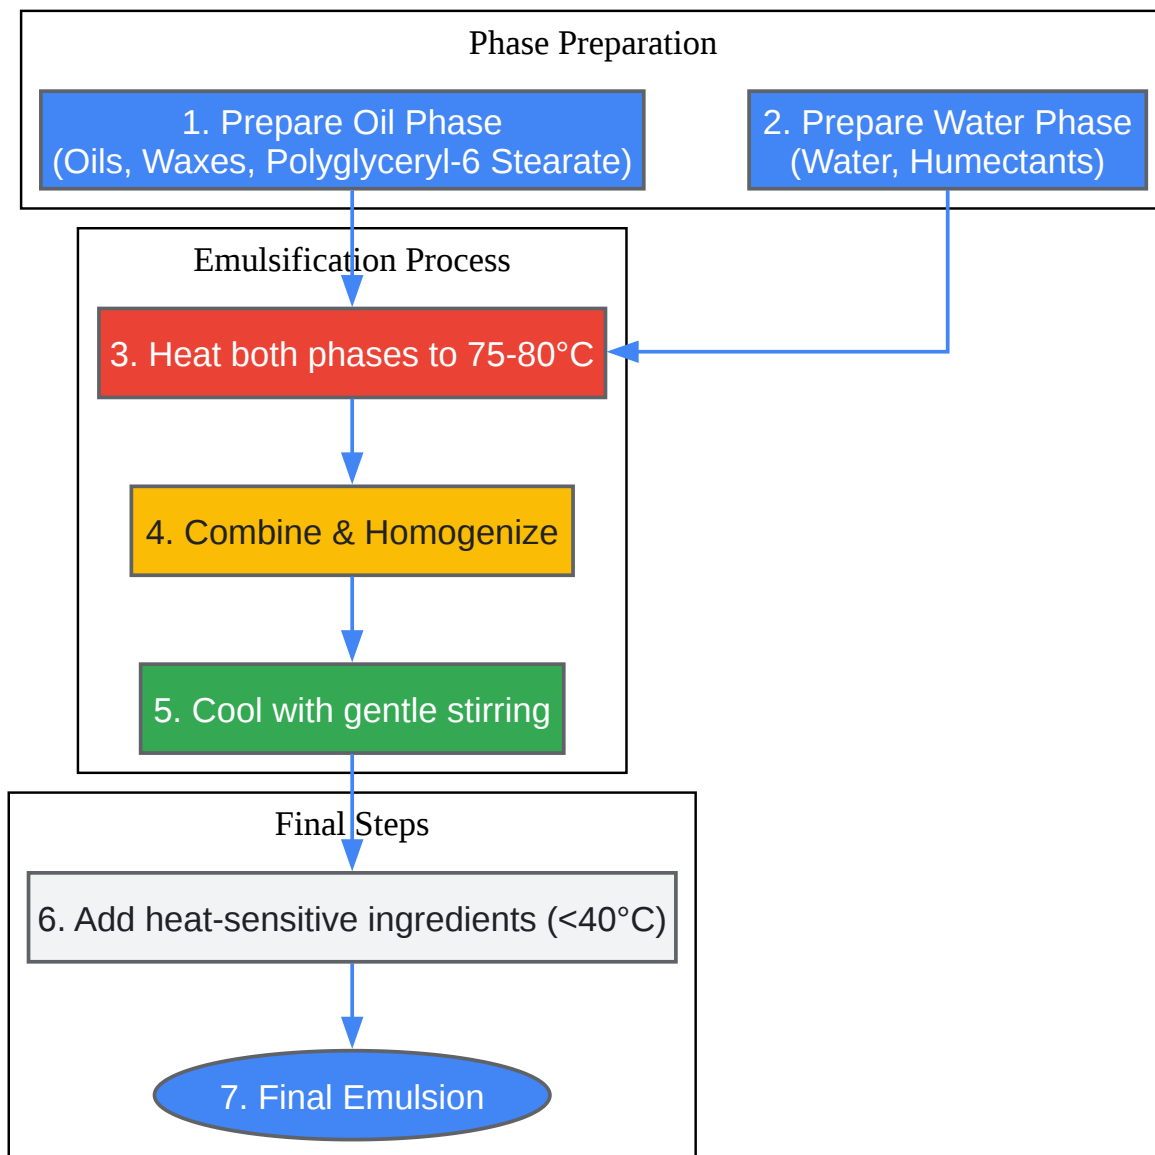 Phase Preparation
1. Prepare Oil Phase
(Oils, Waxes, Polyglyceryl-6 Stearate)
2. Prepare Water Phase
(Water, Humectants)
Emulsification Process
3. Heat both phases to 75-80°C
4. Combine & Homogenize
5. Cool with gentle stirring
Final Steps
6. Add heat-sensitive ingredients (<40°C)
7. Final Emulsion